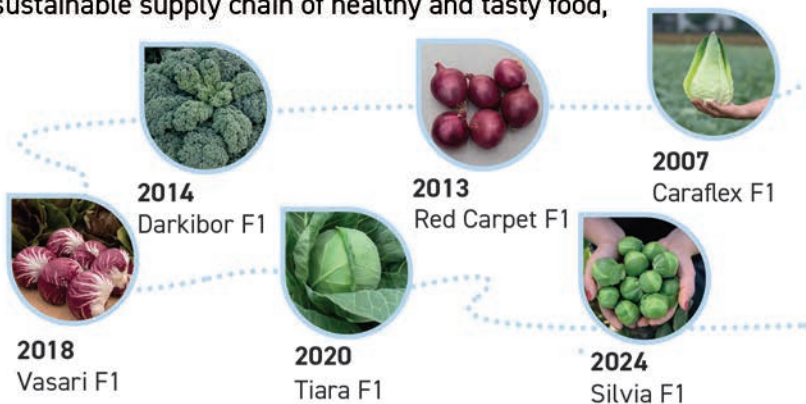 sustainable supply chain of healthy and tasty food,
2014
Darkibor F1
2013
Red Carpet F1
2007
Caraflex F1
2018
Vasari F1
2020
Tiara F1
2024
Silvia F1